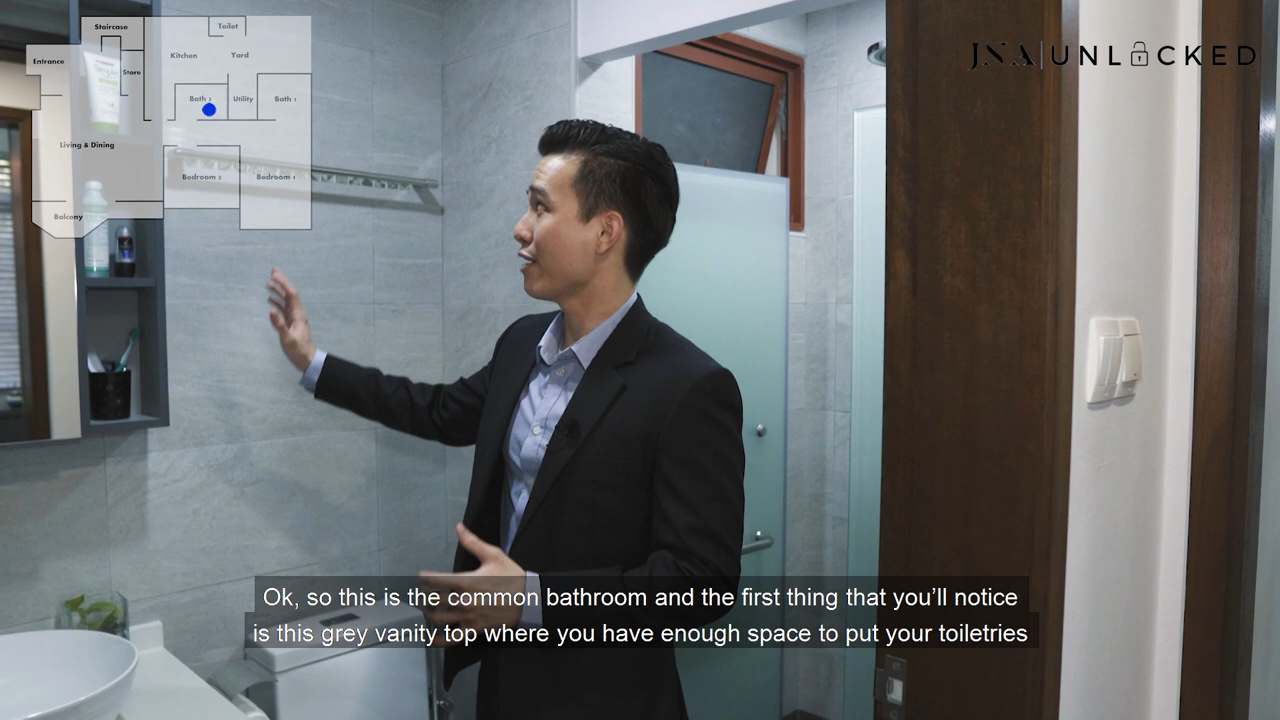 Staircase
Toilet
Kitchen
Yard
Entrance
Store
Bath 2
Utility
Bath 1
Living & Dining
Bedroom 2
Bedroom 1
Balcony
JNA|UNLOCKED
Ok, so this is the common bathroom and the first thing that you'll notice
is this grey vanity top where you have enough space to put your toiletries